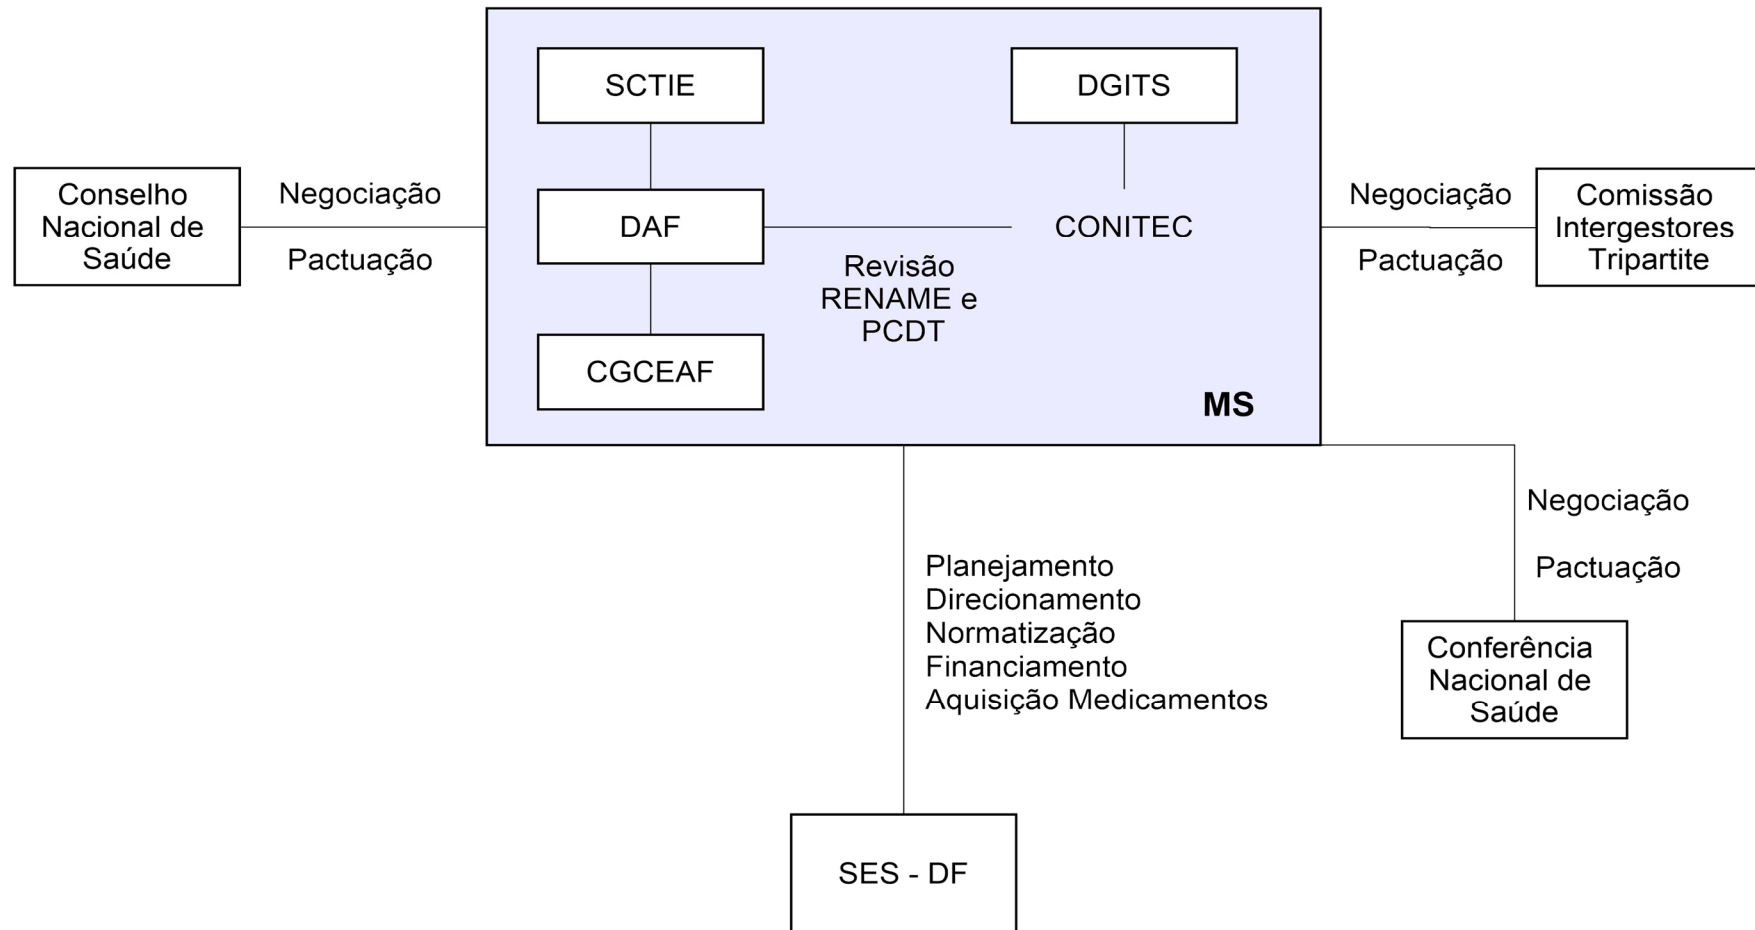 SCTIE
DGITS
Conselho
Nacional de
Saúde
Negociação
Pactuação
DAF
CONITEC
Revisão
RENAME e
PCDT
Negociação
Pactuação
Comissão
Intergestores
Tripartite
CGCEAF
MS
Negociação
Pactuação
Planejamento
Direcionamento
Normatização
Financiamento
Aquisição Medicamentos
Conferência
Nacional de
Saúde
SES - DF